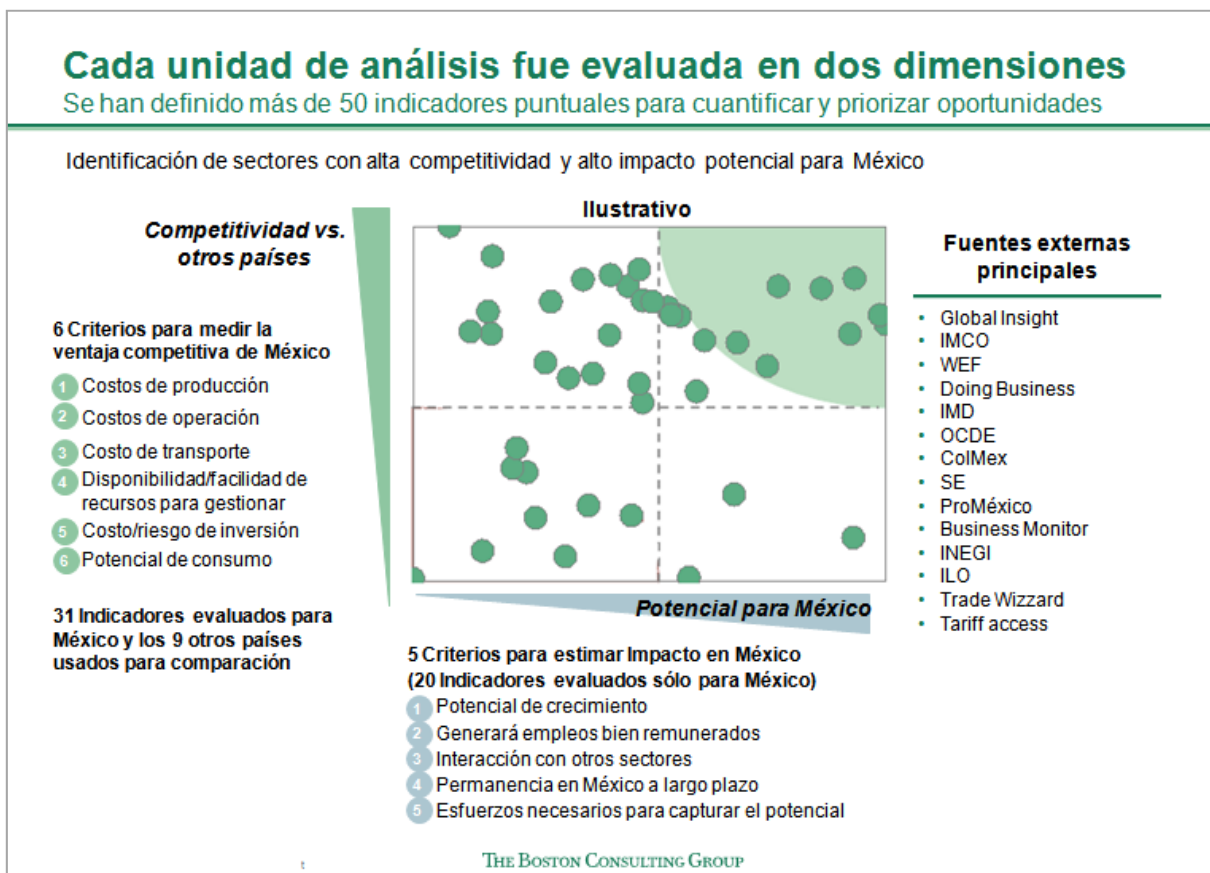 Cada unidad de análisis fue evaluada en dos dimensiones
Se han definido más de 50 indicadores puntuales para cuantificar y priorizar oportunidades
Identificación de sectores con alta competitividad y alto impacto potencial para México
Competitividad vs.
otros países
6 Criterios para medir la
ventaja competitiva de México
1 Costos de producción
2 Costos de operación
3 Costo de transporte
4 Disponibilidad/facilidad de
recursos para gestionar
5 Costo/riesgo de inversión
6 Potencial de consumo
31 Indicadores evaluados para
México y los 9 otros países
usados para comparación
Ilustrativo
Potencial para México
5 Criterios para estimar Impacto en México
(20 Indicadores evaluados sólo para México)
1 Potencial de crecimiento
2 Generará empleos bien remunerados
3 Interacción con otros sectores
4 Permanencia en México a largo plazo
5 Esfuerzos necesarios para capturar el potencial
Fuentes externas
principales
• Global Insight
• IMCO
• WEF
• Doing Business
• IMD
• OCDE
• ColMex
• SE
• ProMéxico
• Business Monitor
• INEGI
• ILO
• Trade Wizzard
• Tariff access
THE BOSTON CONSULTING GROUP